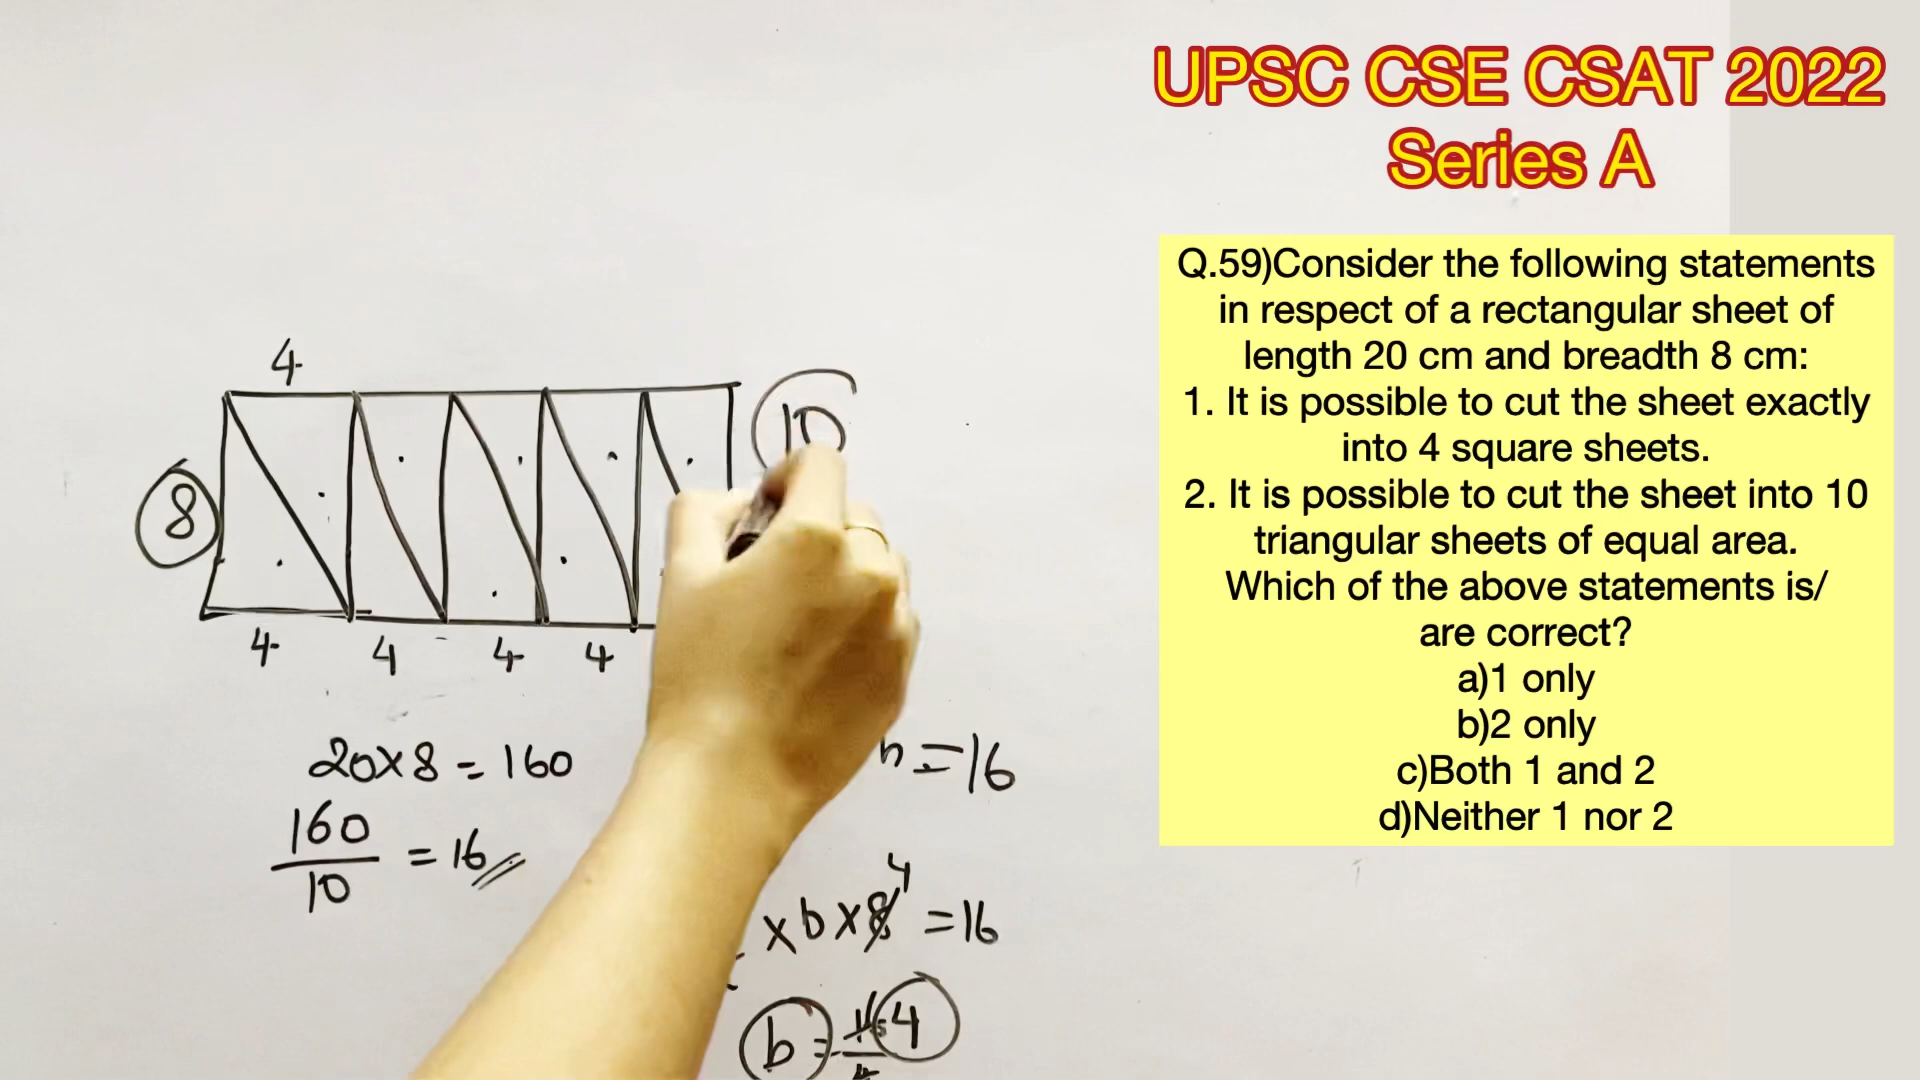 UPSC CSE CSAT 2022
Series A
Q.59)Consider the following statements
in respect of a rectangular sheet of
length 20 cm and breadth 8 cm:
1. It is possible to cut the sheet exactly
into 4 square sheets.
2. It is possible to cut the sheet into 10
triangular sheets of equal area.
Which of the above statements is/
are correct?
a)1 only
b)2 only
c)Both 1 and 2
d)Neither 1 nor 2
4
10
8
4 4 4 4
20x8 = 160
160
10
= 16
h = 16
4
x b x 8 = 16
b = 4